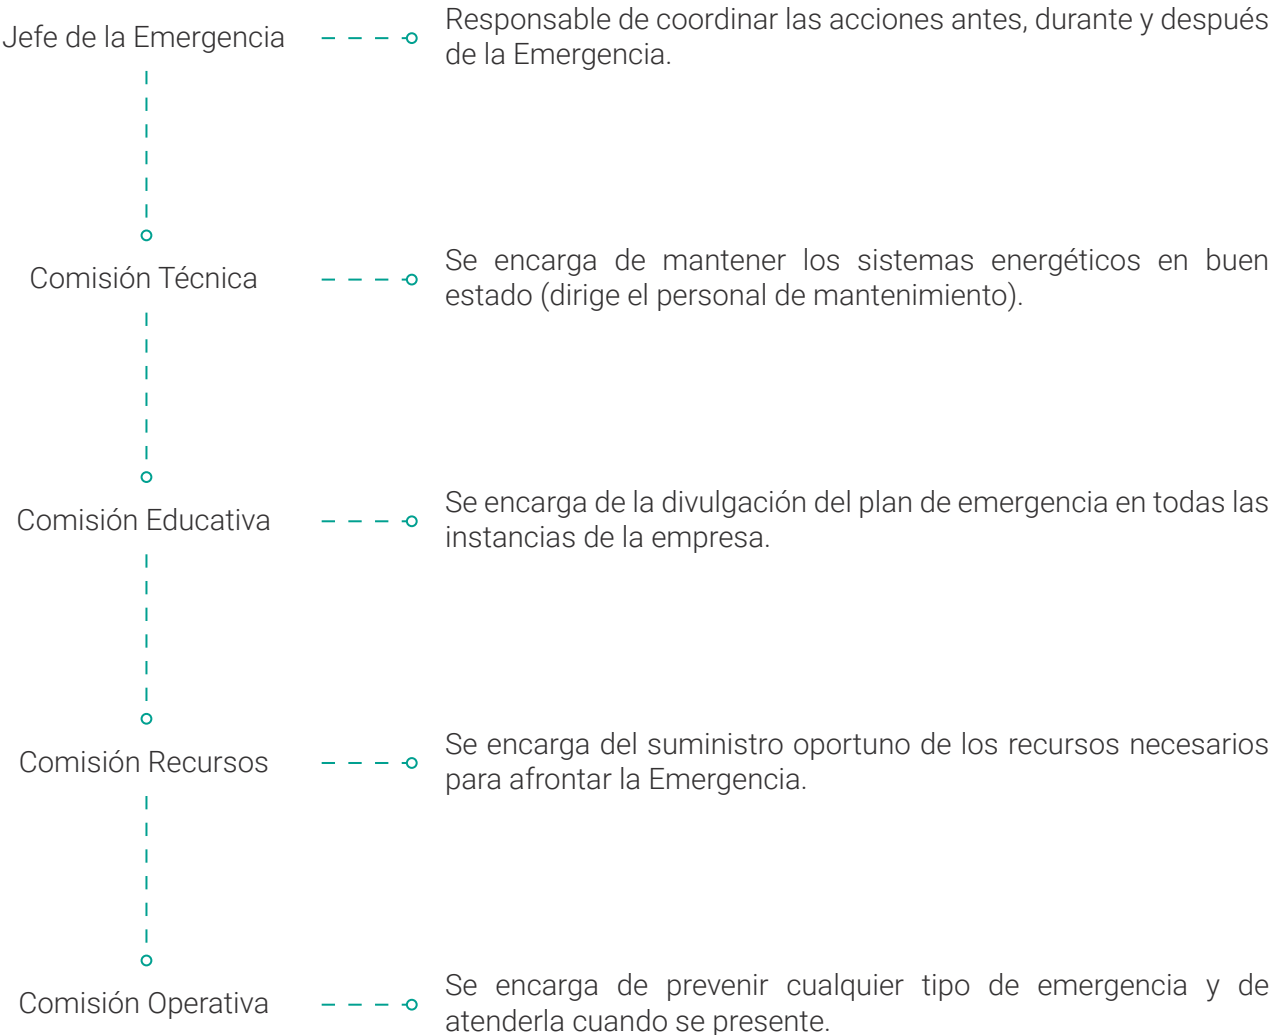 Jefe de la Emergencia
Responsable de coordinar las acciones antes, durante y después
de la Emergencia.
Comisión Técnica
Se encarga de mantener los sistemas energéticos en buen
estado (dirige el personal de mantenimiento).
Comisión Educativa
Se encarga de la divulgación del plan de emergencia en todas las
instancias de la empresa.
Comisión Recursos
Se encarga del suministro oportuno de los recursos necesarios
para afrontar la Emergencia.
Comisión Operativa
Se encarga de prevenir cualquier tipo de emergencia y de
atenderla cuando se presente.